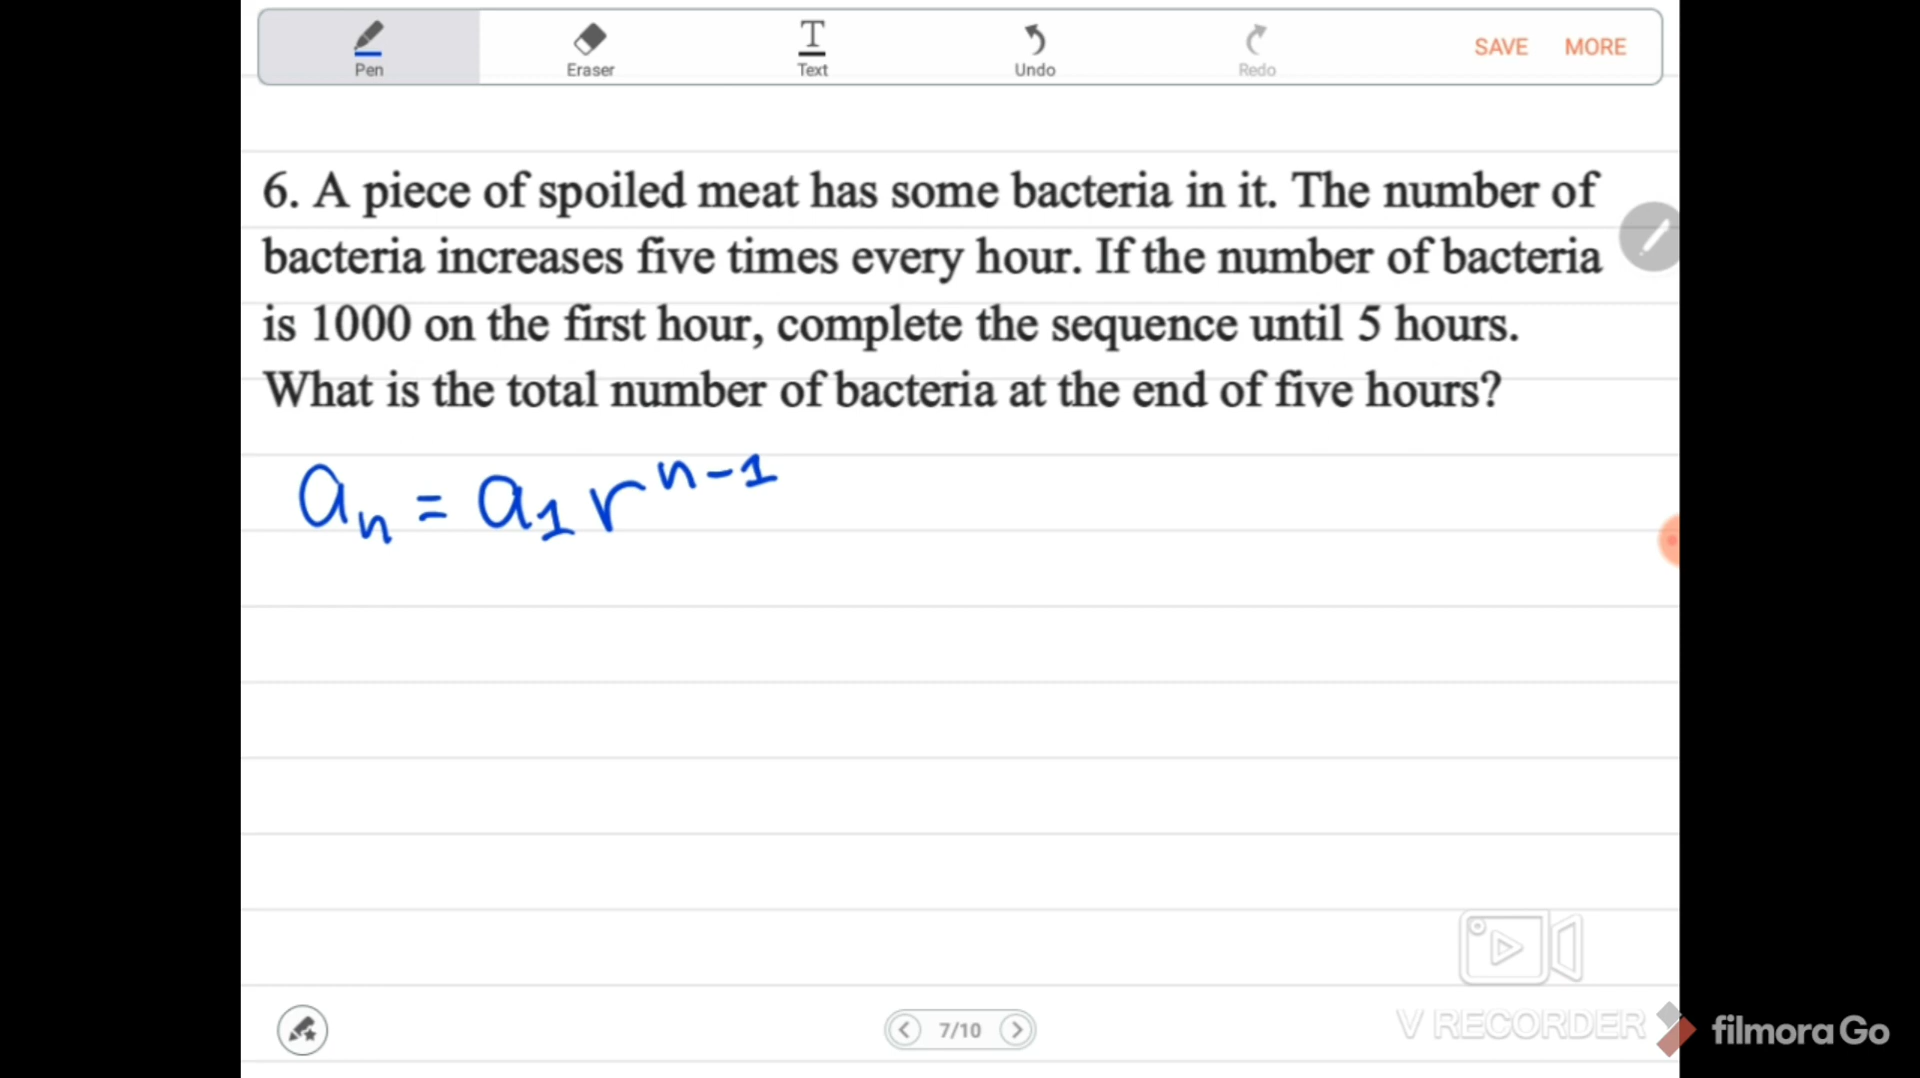 Pen
Eraser
T
Text
Undo
Redo
SAVE
MORE
6. A piece of spoiled meat has some bacteria in it. The number of
bacteria increases five times every hour. If the number of bacteria
is 1000 on the first hour, complete the sequence until 5 hours.
What is the total number of bacteria at the end of five hours?
aₙ = a₁ rⁿ⁻¹
7/10
V RECORDER
filmoraGo